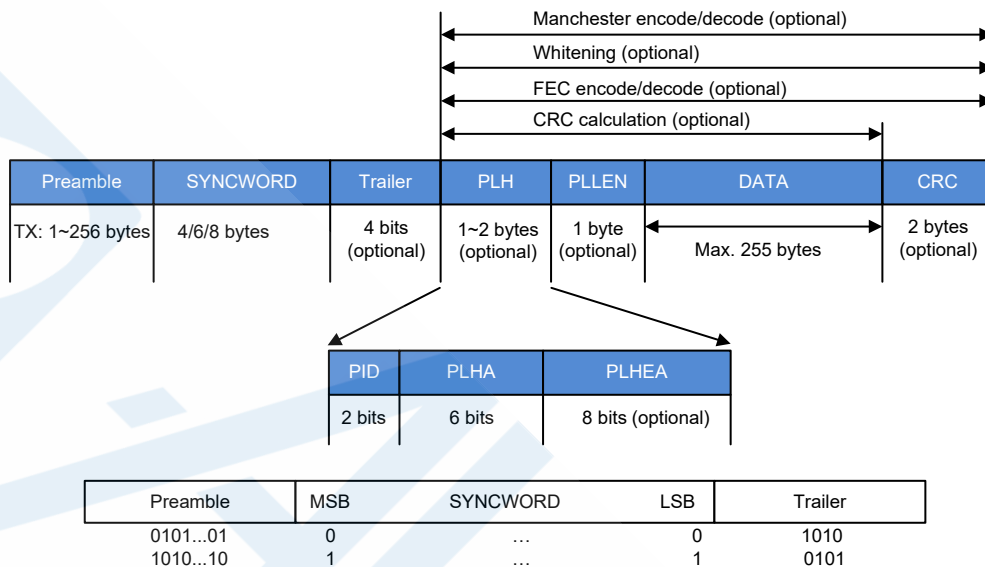 Manchester encode/decode (optional)
Whitening (optional)
FEC encode/decode (optional)
CRC calculation (optional)
Preamble SYNCWORD Trailer PLH PLLEN DATA CRC
TX: 1~256 bytes 4/6/8 bytes 4 bits (optional) 1~2 bytes (optional) 1 byte (optional) Max. 255 bytes 2 bytes (optional)
PID PLHA PLHEA
2 bits 6 bits 8 bits (optional)
Preamble MSB SYNCWORD LSB Trailer
0101...01 0 ... 0 1010
1010...10 1 ... 1 0101